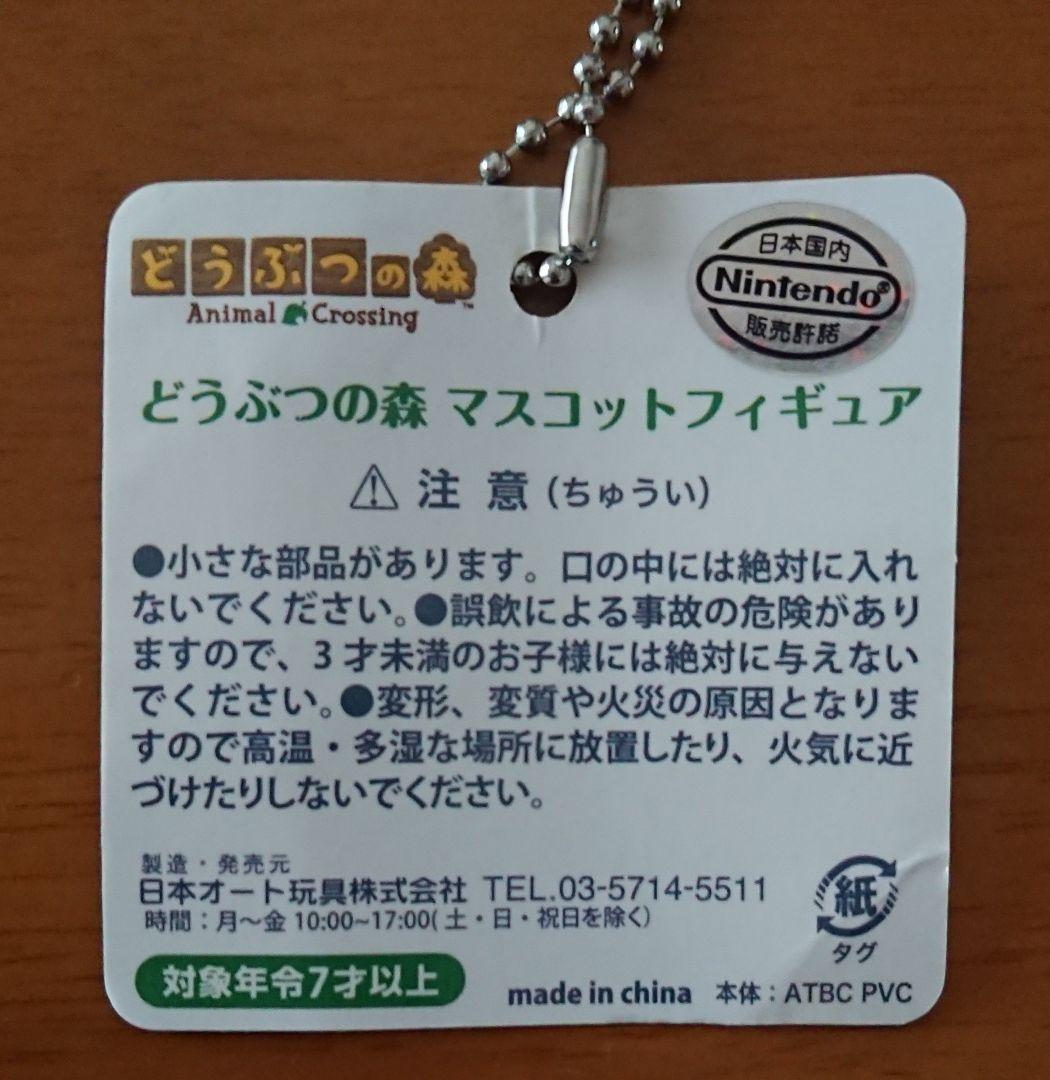 どうぶつの森™
Animal Crossing
日本国内
Nintendo®
販売許諾
どうぶつの森 マスコットフィギュア
⚠ 注 意 (ちゅうい)
●小さな部品があります。口の中には絶対に入れ
ないでください。●誤飲による事故の危険があり
ますので、3才未満のお子様には絶対に与えない
でください。●変形、変質や火災の原因となりま
すので高温・多湿な場所に放置したり、火気に近
づけたりしないでください。
製造・発売元
日本オート玩具株式会社 TEL.03-5714-5511
時間：月～金 10:00~17:00(土・日・祝日を除く)
紙
タグ
対象年令7才以上
made in china 本体：ATBC PVC